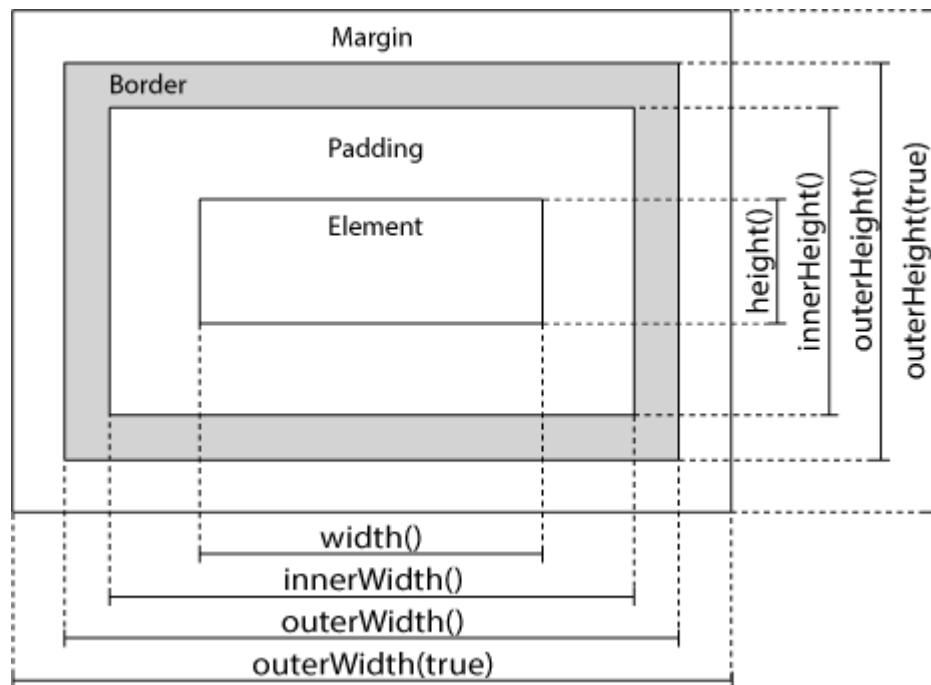 Margin
Border
Padding
Element
height()
innerHeight()
outerHeight()
outerHeight(true)
width()
innerWidth()
outerWidth()
outerWidth(true)